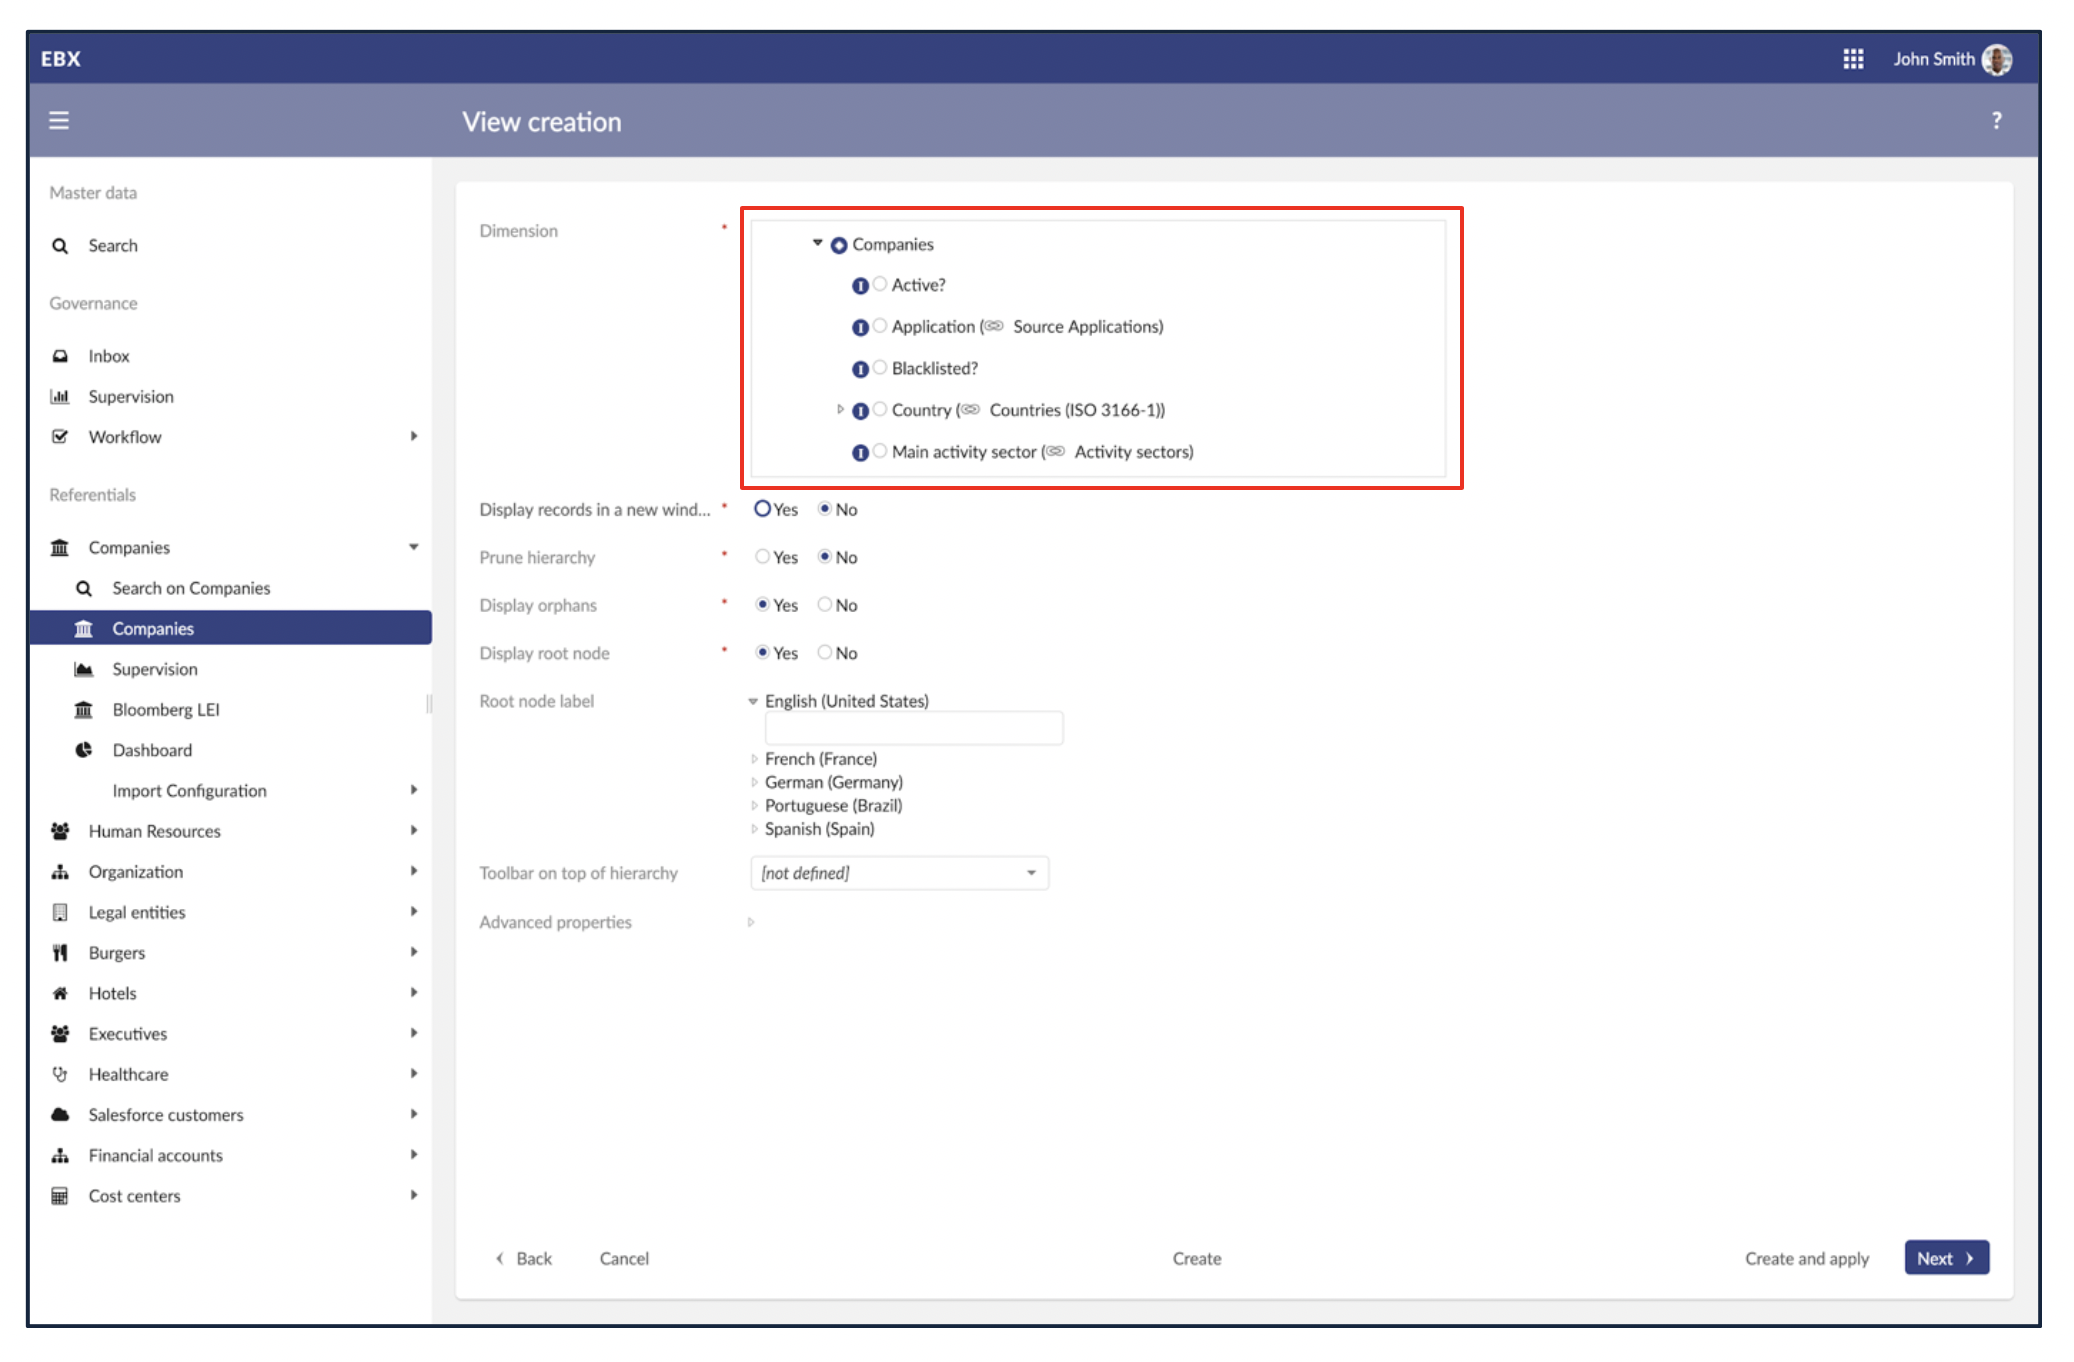 EBX
John Smith
View creation
?
Master data
Search
Governance
Inbox
Supervision
Workflow
Referentials
Companies
Search on Companies
Companies
Supervision
Bloomberg LEI
Dashboard
Import Configuration
Human Resources
Organization
Legal entities
Burgers
Hotels
Executives
Healthcare
Salesforce customers
Financial accounts
Cost centers
Dimension *
Companies
Active?
Application ( Source Applications)
Blacklisted?
Country ( Countries (ISO 3166-1))
Main activity sector ( Activity sectors)
Display records in a new wind... * Yes No
Prune hierarchy * Yes No
Display orphans * Yes No
Display root node * Yes No
Root node label English (United States)
French (France)
German (Germany)
Portuguese (Brazil)
Spanish (Spain)
Toolbar on top of hierarchy [not defined]
Advanced properties
Back Cancel Create Create and apply Next